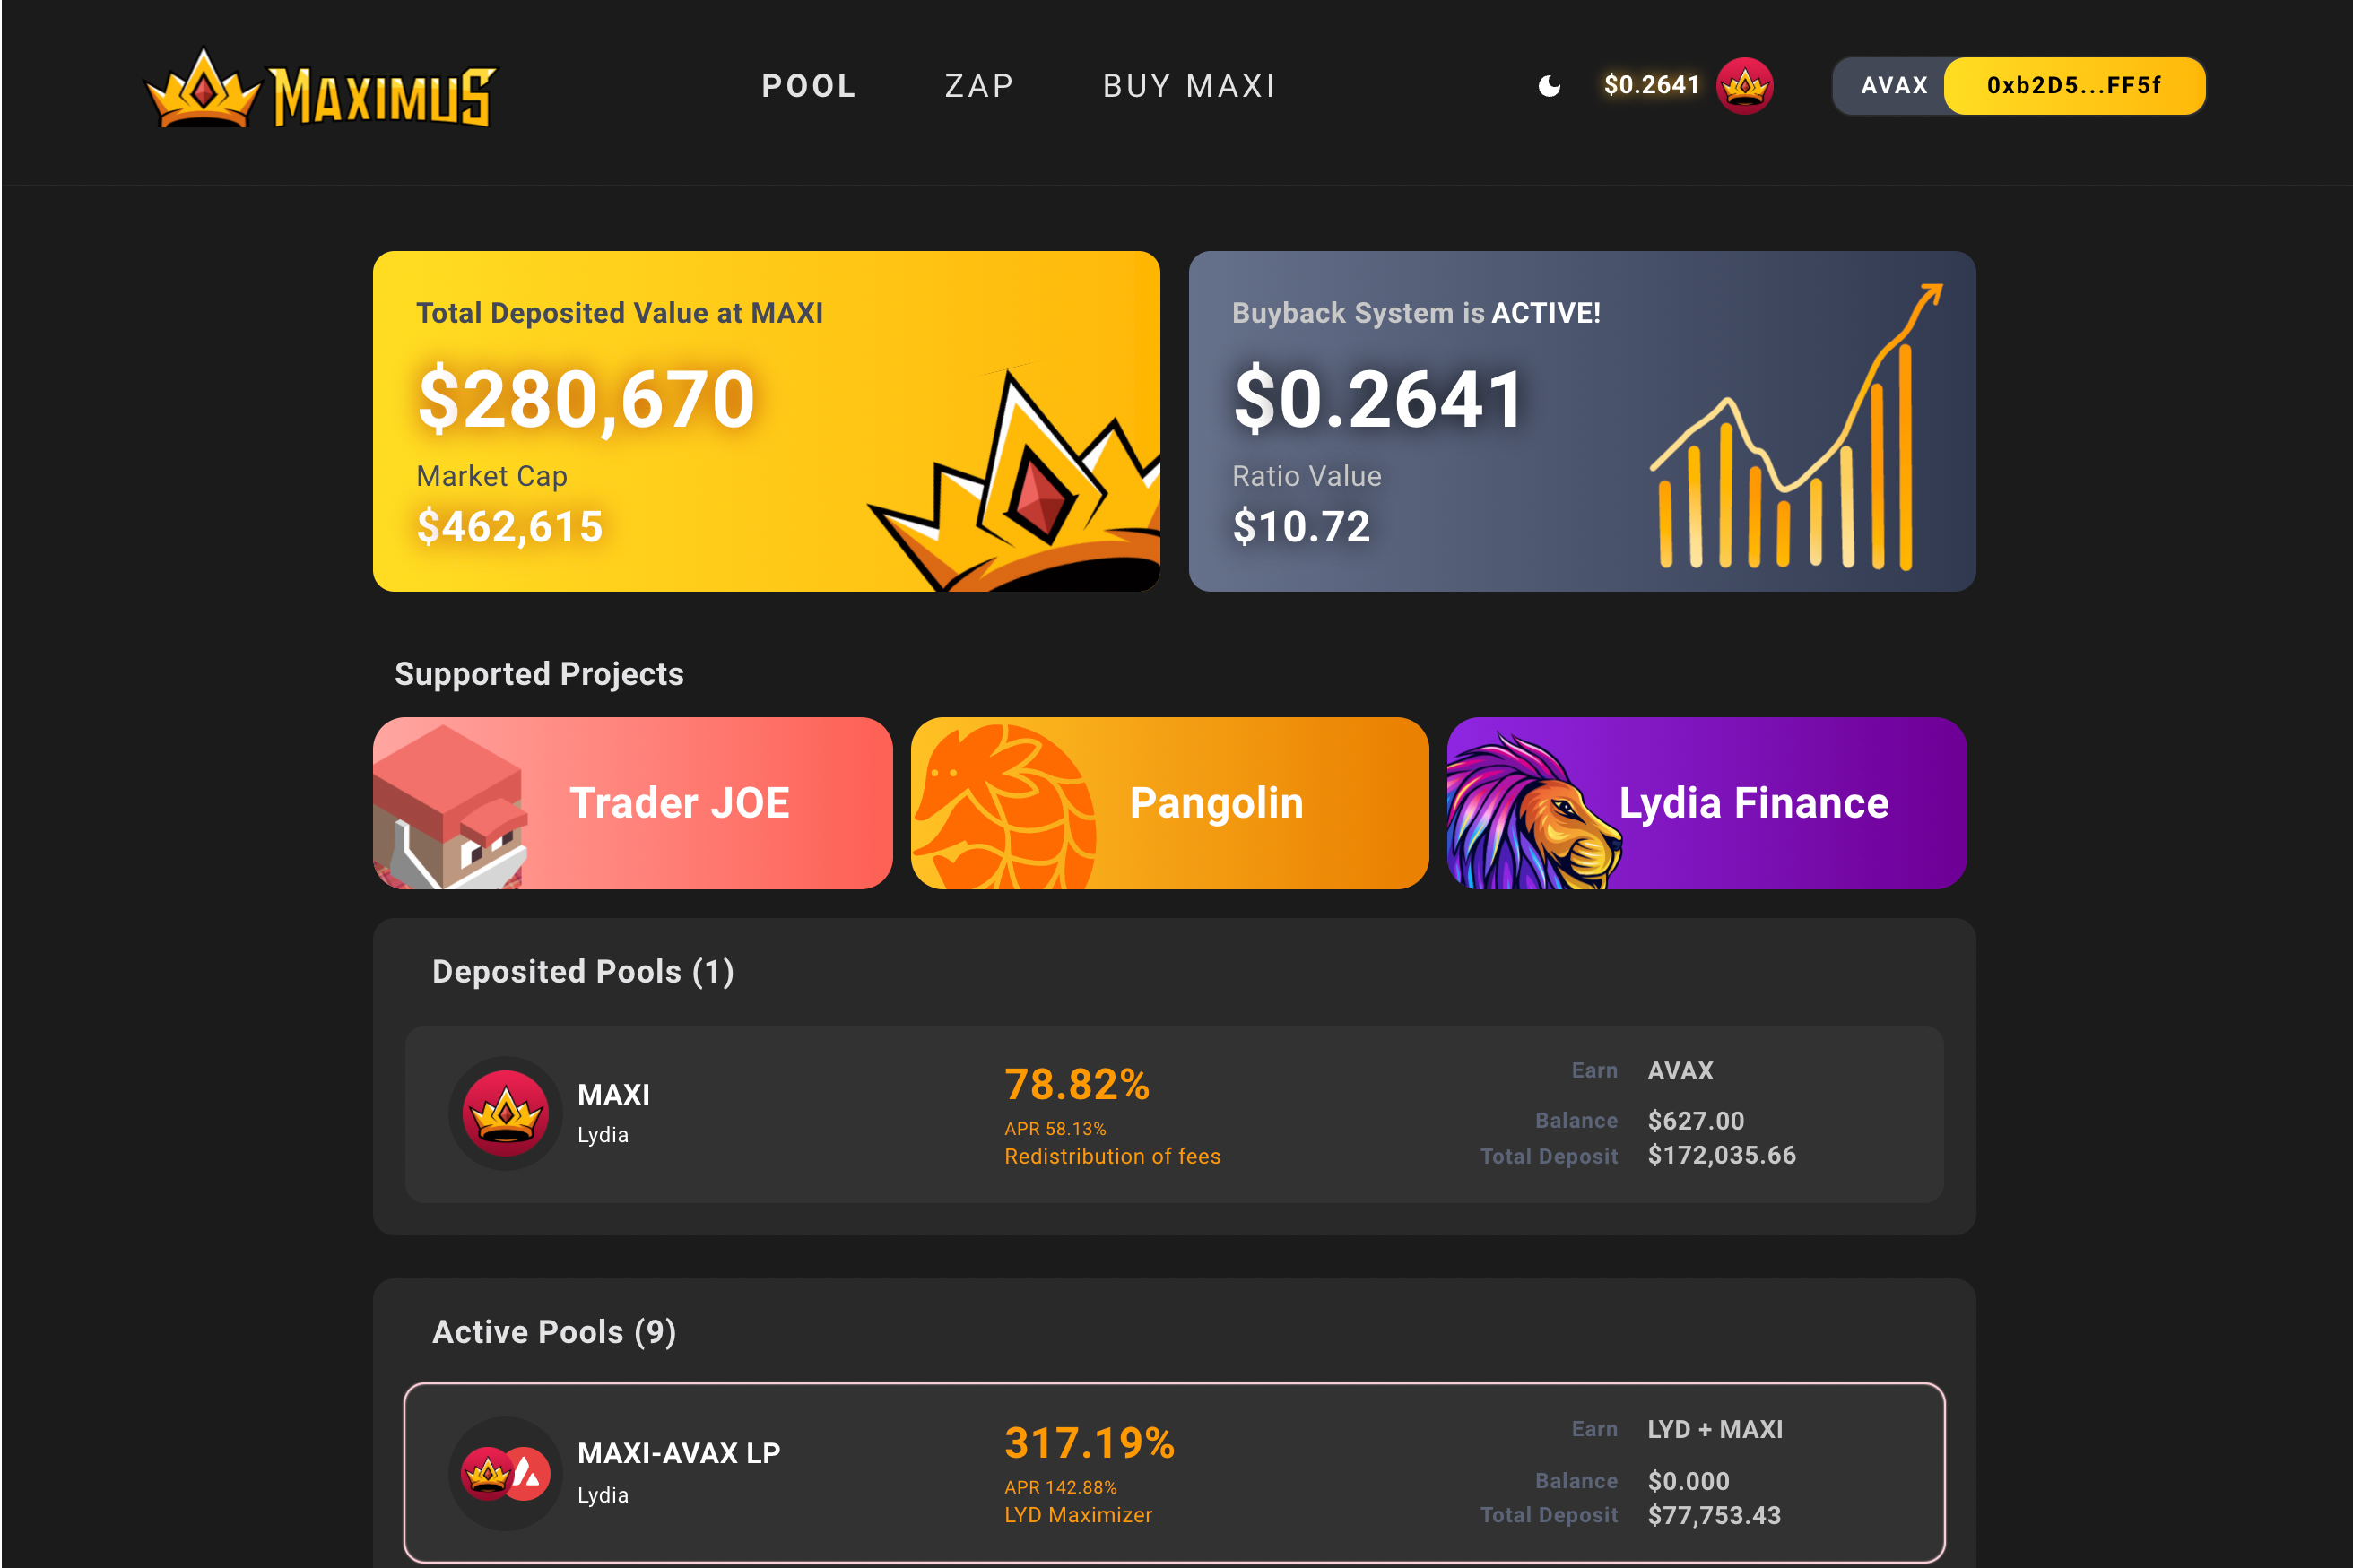 MAXIMUS
POOL
ZAP
BUY MAXI
$0.2641
AVAX
0xb2D5...FF5f
Total Deposited Value at MAXI
$280,670
Market Cap
$462,615
Buyback System is ACTIVE!
$0.2641
Ratio Value
$10.72
Supported Projects
Trader JOE
Pangolin
Lydia Finance
Deposited Pools (1)
MAXI
Lydia
78.82%
APR 58.13%
Redistribution of fees
Earn AVAX
Balance $627.00
Total Deposit $172,035.66
Active Pools (9)
MAXI-AVAX LP
Lydia
317.19%
APR 142.88%
LYD Maximizer
Earn LYD + MAXI
Balance $0.000
Total Deposit $77,753.43